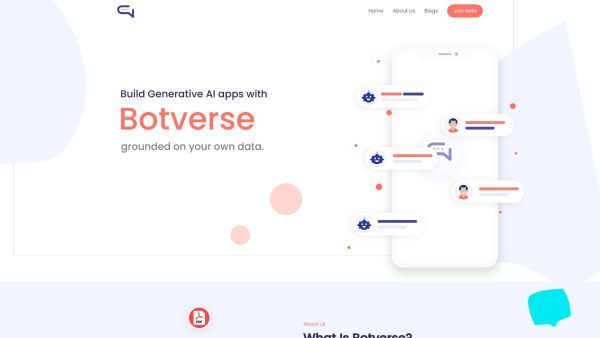 Home About Us Blogs Join Beta
Build Generative AI apps with
Botverse
grounded on your own data.
PDF
About Us
What Is Botverse?